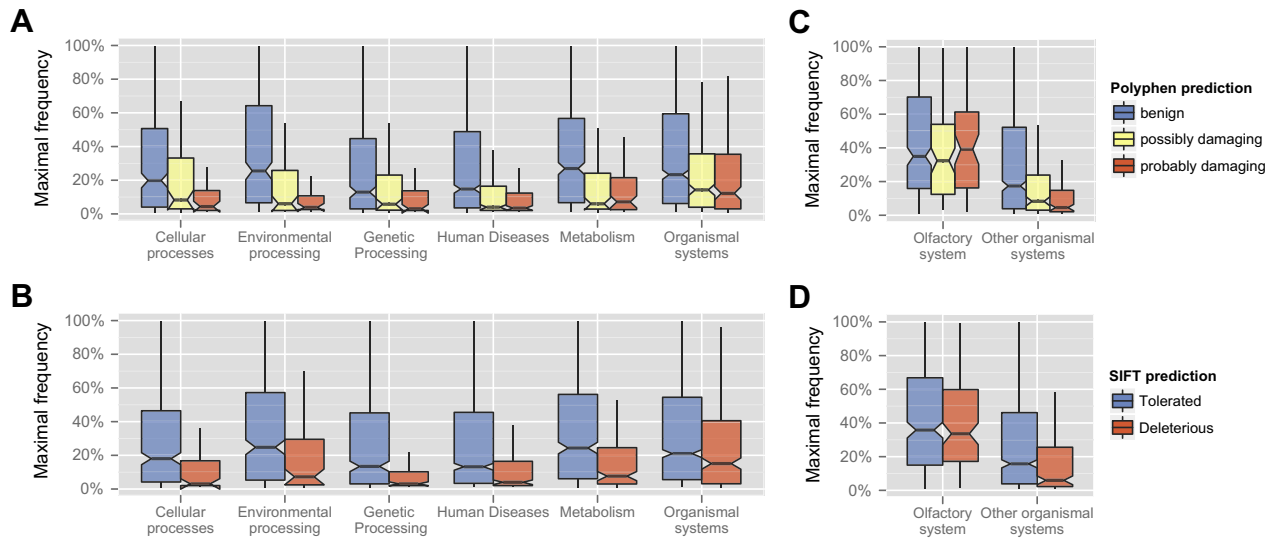 A
Maximal frequency
100%
80%
60%
40%
20%
0%
Cellular
processes
Environmental
processing
Genetic
Processing
Human Diseases
Metabolism
Organismal
systems
C
Maximal frequency
100%
80%
60%
40%
20%
0%
Olfactory
system
Other organismal
systems
Polyphen prediction
benign
possibly damaging
probably damaging
B
Maximal frequency
100%
80%
60%
40%
20%
0%
Cellular
processes
Environmental
processing
Genetic
Processing
Human Diseases
Metabolism
Organismal
systems
D
Maximal frequency
100%
80%
60%
40%
20%
0%
Olfactory
system
Other organismal
systems
SIFT prediction
Tolerated
Deleterious